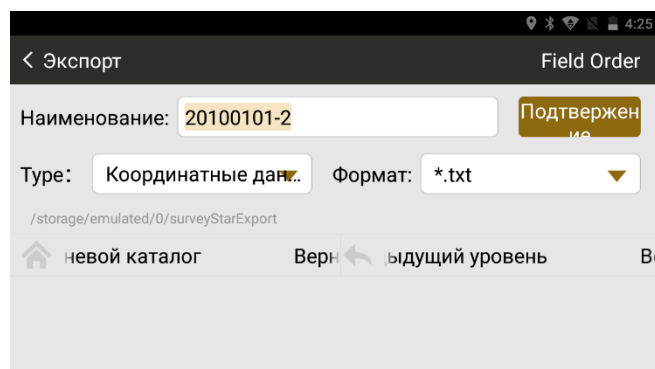 4:25
Экспорт Field Order
Наименование: 20100101-2 Подтвержен
ие
Type: Координатные дан... Формат: *.txt
/storage/emulated/0/surveyStarExport
невой каталог Верн ыдущий уровень Во